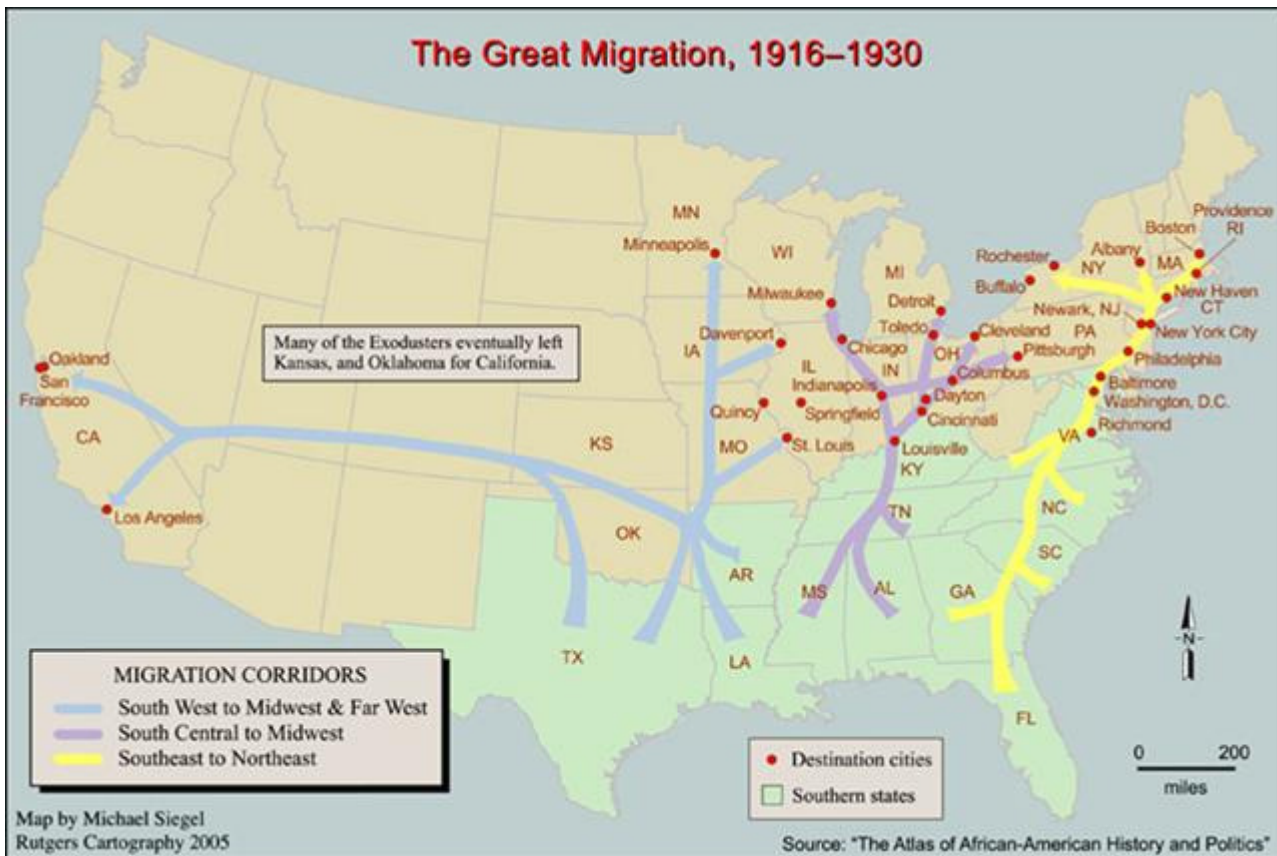 The Great Migration, 1916–1930
MN
Minneapolis
WI
Milwaukee
MI
Detroit
Rochester
Buffalo
Albany
NY
MA
Boston
Providence
RI
New Haven
CT
Newark, NJ
New York City
PA
Philadelphia
Baltimore
Washington, D.C.
Richmond
Toledo
Cleveland
OH
Pittsburgh
Columbus
Dayton
Cincinnati
Chicago
IN
IL
Indianapolis
Springfield
Quincy
Davenport
IA
MO
St. Louis
Louisville
KY
VA
NC
SC
GA
FL
TN
MS
AL
AR
LA
OK
KS
TX
Oakland
San
Francisco
CA
Los Angeles
Many of the Exodusters eventually left
Kansas, and Oklahoma for California.
MIGRATION CORRIDORS
South West to Midwest & Far West
South Central to Midwest
Southeast to Northeast
Destination cities
Southern states
N
0 200
miles
Map by Michael Siegel
Rutgers Cartography 2005
Source: "The Atlas of African-American History and Politics"